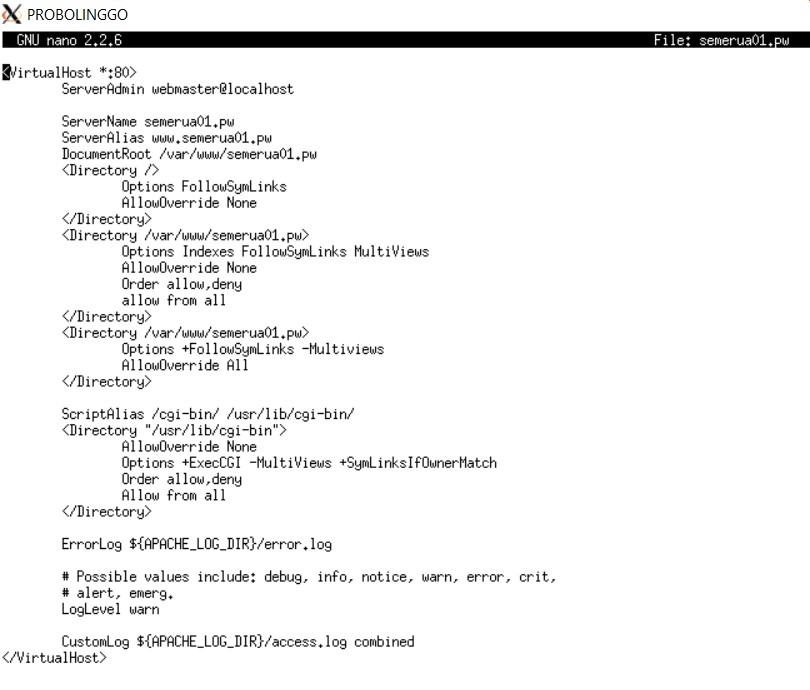 PROBOLINGGO
GNU nano 2.2.6 File: semerua01.pw
<VirtualHost *:80>
ServerAdmin webmaster@localhost
ServerName semerua01.pw
ServerAlias www.semerua01.pw
DocumentRoot /var/www/semerua01.pw
<Directory />
Options FollowSymLinks
AllowOverride None
</Directory>
<Directory /var/www/semerua01.pw>
Options Indexes FollowSymLinks MultiViews
AllowOverride None
Order allow,deny
allow from all
</Directory>
<Directory /var/www/semerua01.pw>
Options +FollowSymLinks -Multiviews
AllowOverride All
</Directory>
ScriptAlias /cgi-bin/ /usr/lib/cgi-bin/
<Directory "/usr/lib/cgi-bin">
AllowOverride None
Options +ExecCGI -MultiViews +SymLinksIfOwnerMatch
Order allow,deny
Allow from all
</Directory>
ErrorLog ${APACHE_LOG_DIR}/error.log
# Possible values include: debug, info, notice, warn, error, crit,
# alert, emerg.
LogLevel warn
CustomLog ${APACHE_LOG_DIR}/access.log combined
</VirtualHost>